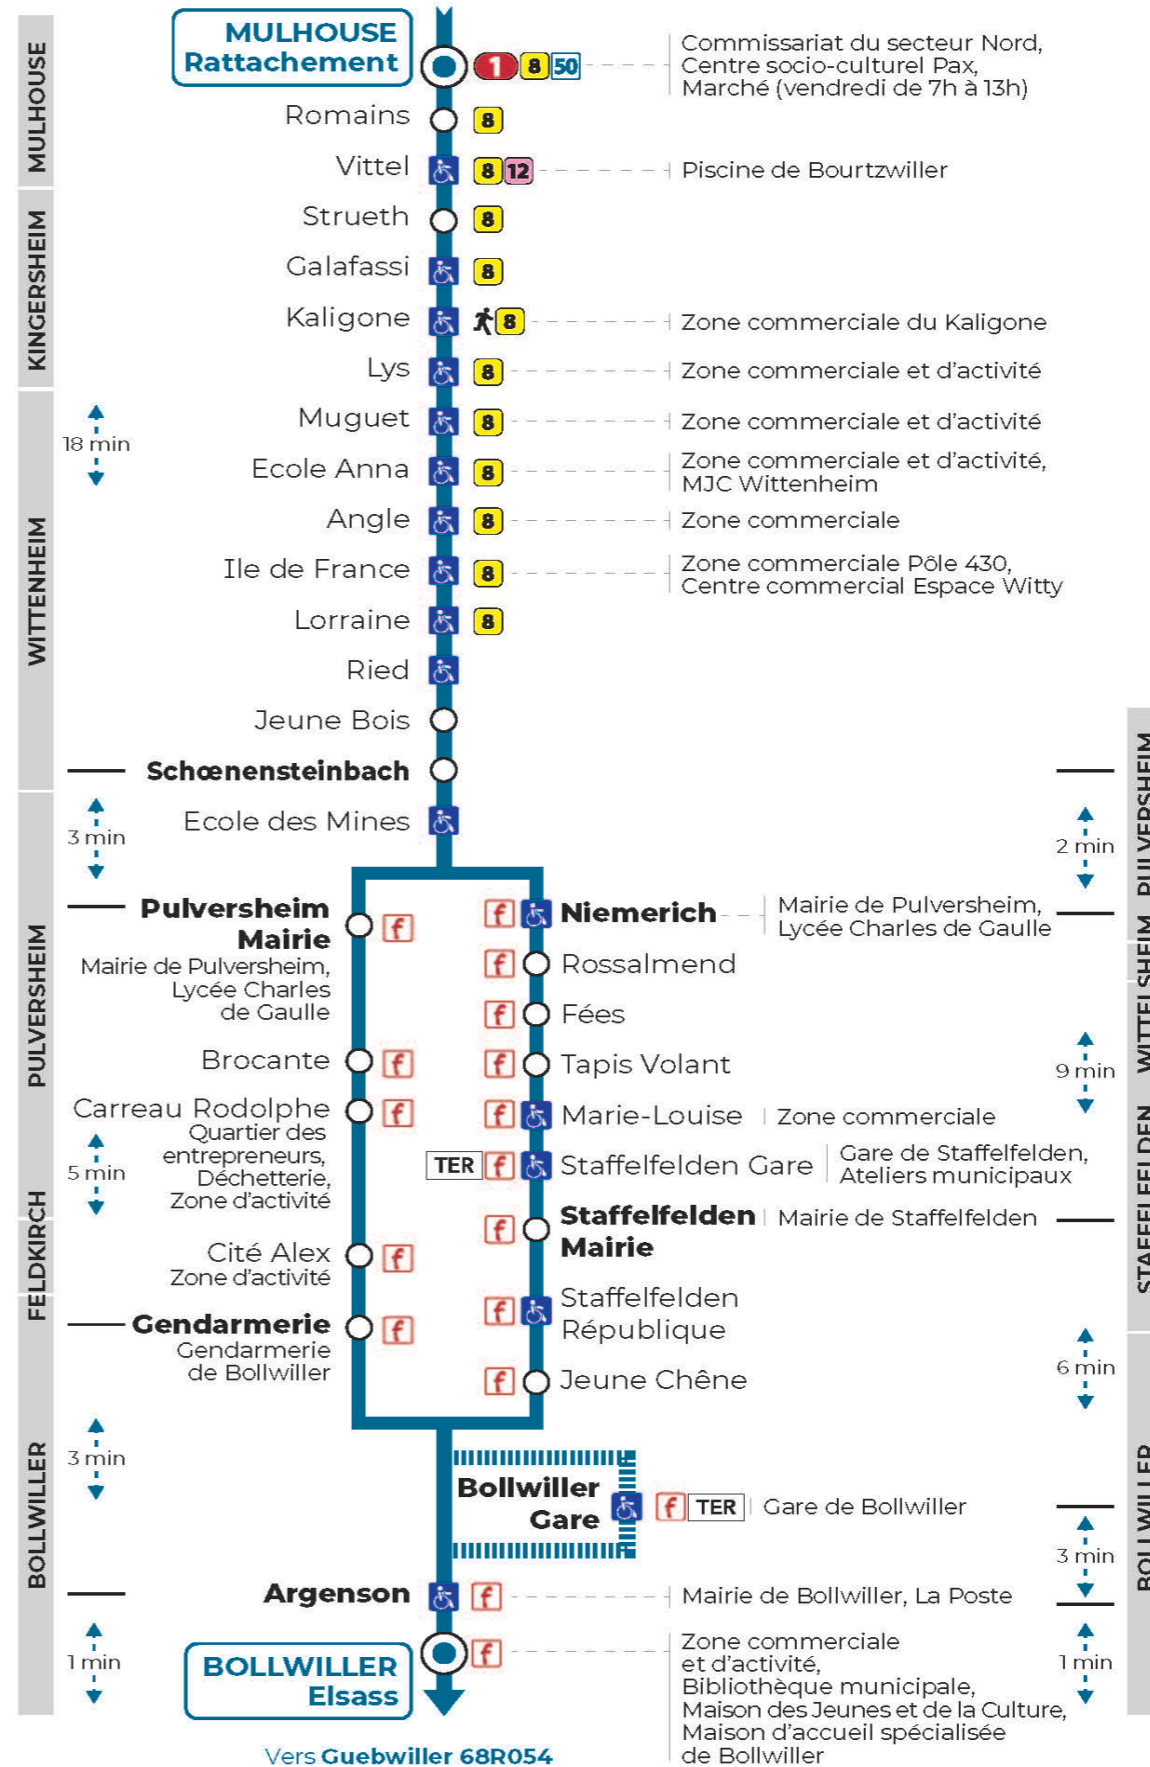 MULHOUSE
MULHOUSE
Rattachement
1 8 50
Commissariat du secteur Nord,
Centre socio-culturel Pax,
Marché (vendredi de 7h à 13h)
Romains
8
Vittel
8 12
Piscine de Bourtzwiller
KINGERSHEIM
Strueth
8
Galafassi
8
Kaligone
8
Zone commerciale du Kaligone
Lys
8
Zone commerciale et d'activité
WITTENHEIM
18 min
Muguet
8
Zone commerciale et d'activité
Ecole Anna
8
Zone commerciale et d'activité,
MJC Wittenheim
Angle
8
Zone commerciale
Ile de France
8
Zone commerciale Pôle 430,
Centre commercial Espace Witty
Lorraine
8
Ried
Jeune Bois
Schœnensteinbach
PULVERSHEIM
3 min
Ecole des Mines
Pulversheim
Mairie
f
Mairie de Pulversheim,
Lycée Charles
de Gaulle
Brocante
f
Carreau Rodolphe
f
Quartier des
entrepreneurs,
Déchetterie,
Zone d'activité
5 min
FELDKIRCH
Cité Alex
f
Zone d'activité
BOLLWILLER
Gendarmerie
f
Gendarmerie
de Bollwiller
3 min
PULVERSHEIM
2 min
f
Niemerich
Mairie de Pulversheim,
Lycée Charles de Gaulle
WITTELSHEIM
f
Rossalmend
f
Fées
f
Tapis Volant
9 min
STAFFELFELDEN
f
Marie-Louise
Zone commerciale
TER f
Staffelfelden Gare
Gare de Staffelfelden,
Ateliers municipaux
f
Staffelfelden
Mairie
Mairie de Staffelfelden
f
Staffelfelden
République
6 min
f
Jeune Chêne
BOLLWILLER
Bollwiller
Gare
f TER
Gare de Bollwiller
3 min
Argenson
f
Mairie de Bollwiller, La Poste
1 min
BOLLWILLER
Elsass
f
Zone commerciale
et d'activité,
Bibliothèque municipale,
Maison des Jeunes et de la Culture,
Maison d'accueil spécialisée
de Bollwiller
1 min
Vers Guebwiller 68R054